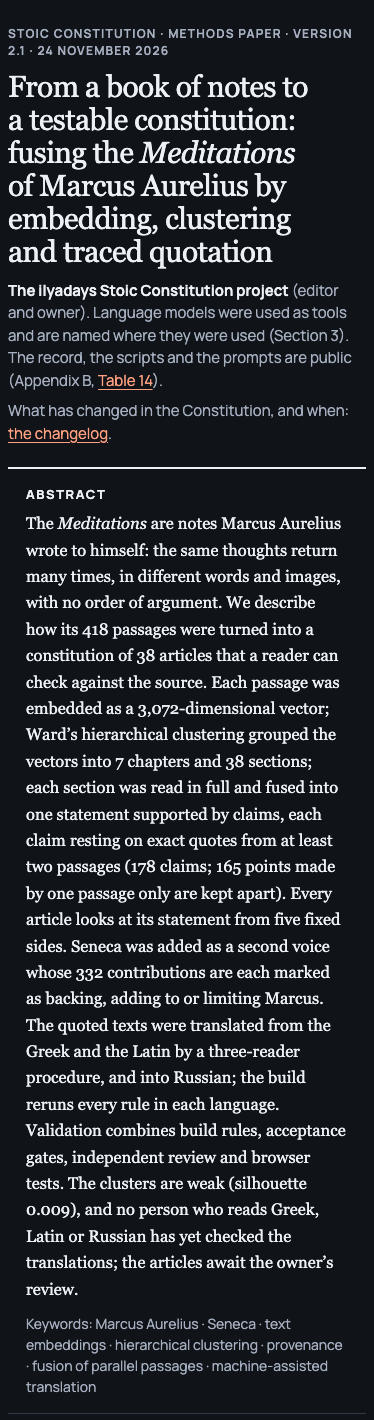 STOIC CONSTITUTION · METHODS PAPER · VERSION
2.1 · 24 NOVEMBER 2026
From a book of notes to
a testable constitution:
fusing the Meditations
of Marcus Aurelius by
embedding, clustering
and traced quotation
The ilyadays Stoic Constitution project (editor
and owner). Language models were used as tools
and are named where they were used (Section 3).
The record, the scripts and the prompts are public
(Appendix B, Table 14).
What has changed in the Constitution, and when:
the changelog.
ABSTRACT
The Meditations are notes Marcus Aurelius
wrote to himself: the same thoughts return
many times, in different words and images,
with no order of argument. We describe
how its 418 passages were turned into a
constitution of 38 articles that a reader can
check against the source. Each passage was
embedded as a 3,072-dimensional vector;
Ward’s hierarchical clustering grouped the
vectors into 7 chapters and 38 sections;
each section was read in full and fused into
one statement supported by claims, each
claim resting on exact quotes from at least
two passages (178 claims; 165 points made
by one passage only are kept apart). Every
article looks at its statement from five fixed
sides. Seneca was added as a second voice
whose 332 contributions are each marked
as backing, adding to or limiting Marcus.
The quoted texts were translated from the
Greek and the Latin by a three-reader
procedure, and into Russian; the build
reruns every rule in each language.
Validation combines build rules, acceptance
gates, independent review and browser
tests. The clusters are weak (silhouette
0.009), and no person who reads Greek,
Latin or Russian has yet checked the
translations; the articles await the owner’s
review.
Keywords: Marcus Aurelius · Seneca · text
embeddings · hierarchical clustering · provenance
· fusion of parallel passages · machine-assisted
translation